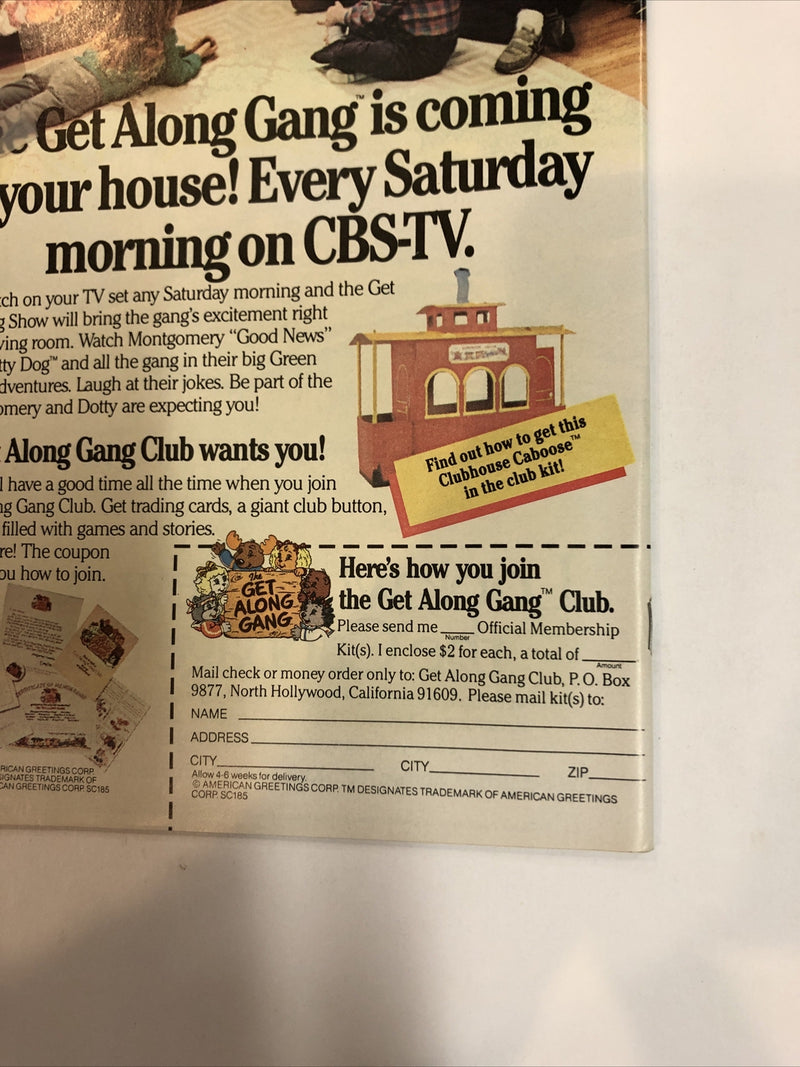 Get Along Gang™ is coming
your house! Every Saturday
morning on CBS-TV.
ch on your TV set any Saturday morning and the Get
Show will bring the gang's excitement right
ving room. Watch Montgomery "Good News"
tty Dog™ and all the gang in their big Green
dventures. Laugh at their jokes. Be part of the
omery and Dotty are expecting you!
Find out how to get this
Clubhouse Caboose™
in the club kit!
Along Gang Club wants you!
l have a good time all the time when you join
ng Gang Club. Get trading cards, a giant club button,
filled with games and stories.
re! The coupon
ou how to join.
The
GET
ALONG
GANG
Here's how you join
the Get Along Gang™ Club.
Please send me ____ Official Membership
Number
Kit(s). I enclose $2 for each, a total of ______
Amount
Mail check or money order only to: Get Along Gang Club, P.O. Box
9877, North Hollywood, California 91609. Please mail kit(s) to:
NAME
ADDRESS
CITY CITY ZIP
Allow 4-6 weeks for delivery.
© AMERICAN GREETINGS CORP. TM DESIGNATES TRADEMARK OF AMERICAN GREETINGS
CORP. SC185
RICAN GREETINGS CORP.
SIGNATES TRADEMARK OF
CAN GREETINGS CORP. SC185